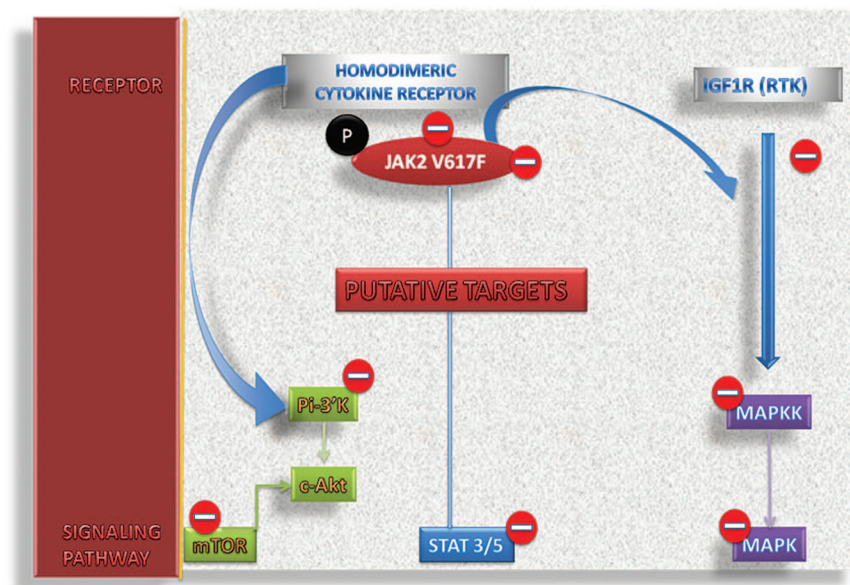 RECEPTOR
HOMODIMERIC
CYTOKINE RECEPTOR
IGF1R (RTK)
P
JAK2 V617F
PUTATIVE TARGETS
Pi-3'K
MAPKK
c-Akt
SIGNALING
PATHWAY
mTOR
STAT 3/5
MAPK